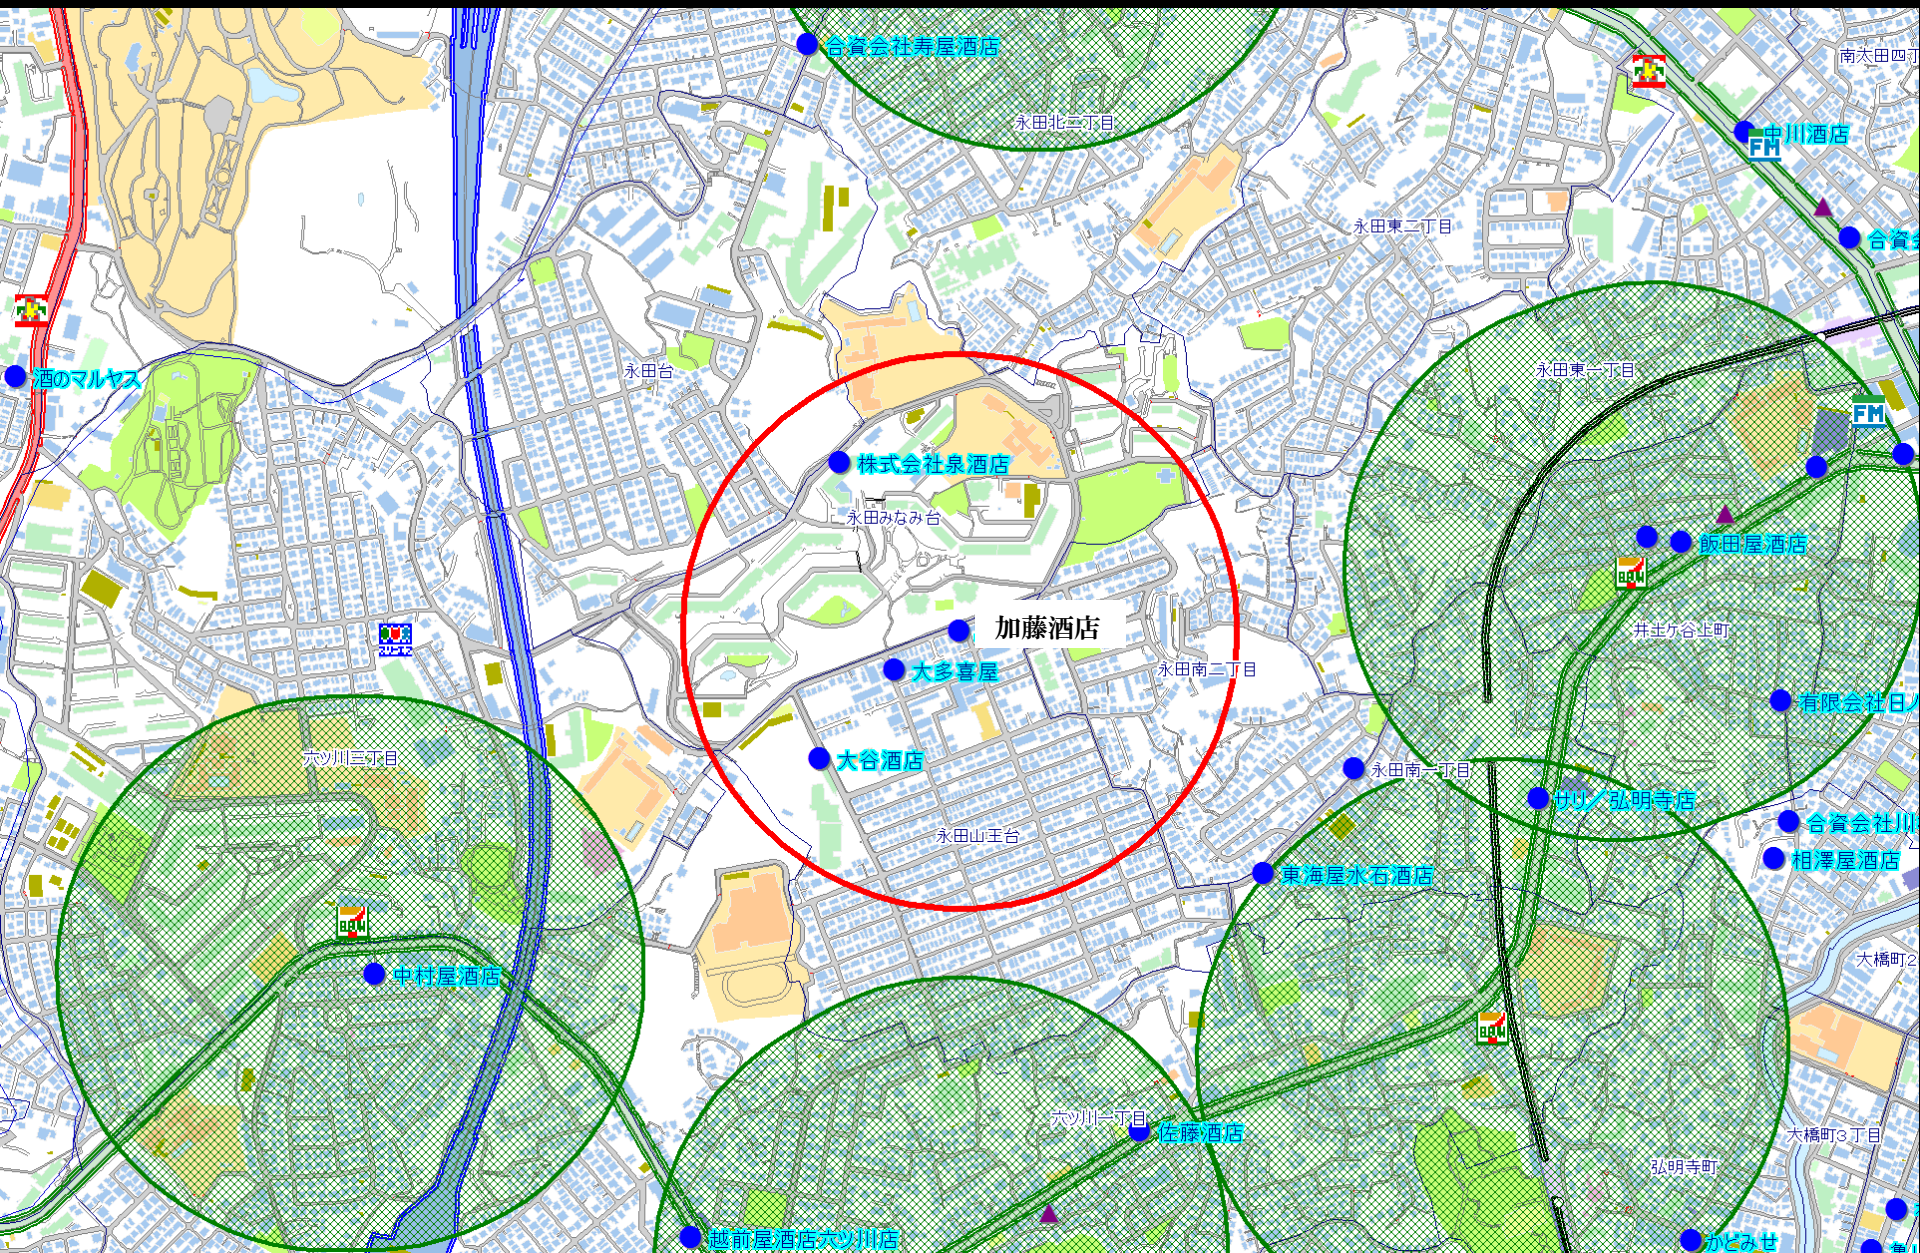 合資会社寿屋酒店
南太田四丁
永田北二丁目
中川酒店
FM
永田東二丁目
合資会
酒のマルヤス
永田台
永田東一丁目
FM
株式会社泉酒店
永田みなみ台
飯田屋酒店
加藤酒店
井土ケ谷上町
スリーエフ
大多喜屋
永田南二丁目
有限会社日ノ
六ツ川三丁目
大谷酒店
永田南一丁目
サリ／弘明寺店
合資会社川
永田山王台
相澤屋酒店
東海屋水石酒店
大橋町2
中村屋酒店
六ツ川一丁目
佐藤酒店
大橋町3丁目
弘明寺町
越前屋酒店六ツ川店
かどみせ